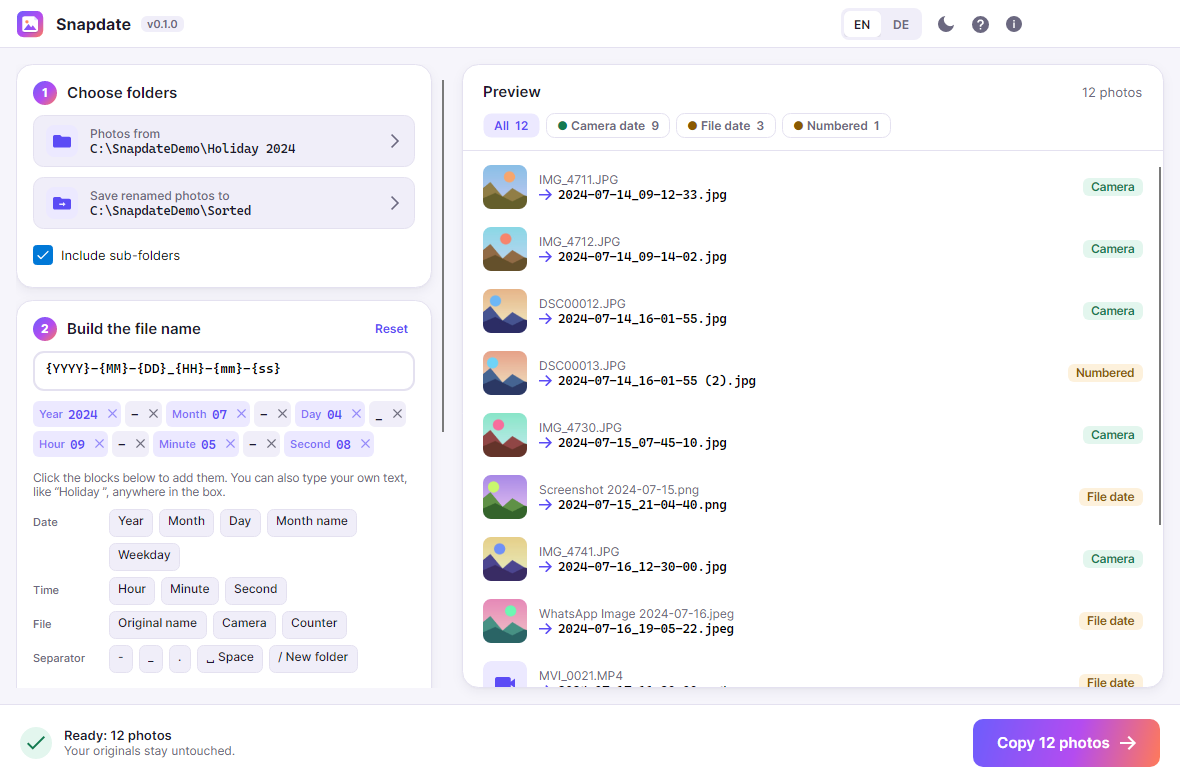 Snapdate v0.1.0
EN DE
1 Choose folders
Photos from
C:\SnapdateDemo\Holiday 2024
Save renamed photos to
C:\SnapdateDemo\Sorted
Include sub-folders
2 Build the file name Reset
{YYYY}-{MM}-{DD}_{HH}-{mm}-{ss}
Year 2024 × - × Month 07 × - × Day 04 × _ ×
Hour 09 × - × Minute 05 × - × Second 08 ×
Click the blocks below to add them. You can also type your own text,
like “Holiday ”, anywhere in the box.
Date Year Month Day Month name
Weekday
Time Hour Minute Second
File Original name Camera Counter
Separator - _ . ␣ Space / New folder
Preview 12 photos
All 12 Camera date 9 File date 3 Numbered 1
IMG_4711.JPG
→ 2024-07-14_09-12-33.jpg Camera
IMG_4712.JPG
→ 2024-07-14_09-14-02.jpg Camera
DSC00012.JPG
→ 2024-07-14_16-01-55.jpg Camera
DSC00013.JPG
→ 2024-07-14_16-01-55 (2).jpg Numbered
IMG_4730.JPG
→ 2024-07-15_07-45-10.jpg Camera
Screenshot 2024-07-15.png
→ 2024-07-15_21-04-40.png File date
IMG_4741.JPG
→ 2024-07-16_12-30-00.jpg Camera
WhatsApp Image 2024-07-16.jpeg
→ 2024-07-16_19-05-22.jpeg File date
MVI_0021.MP4
File date
Ready: 12 photos
Your originals stay untouched.
Copy 12 photos →